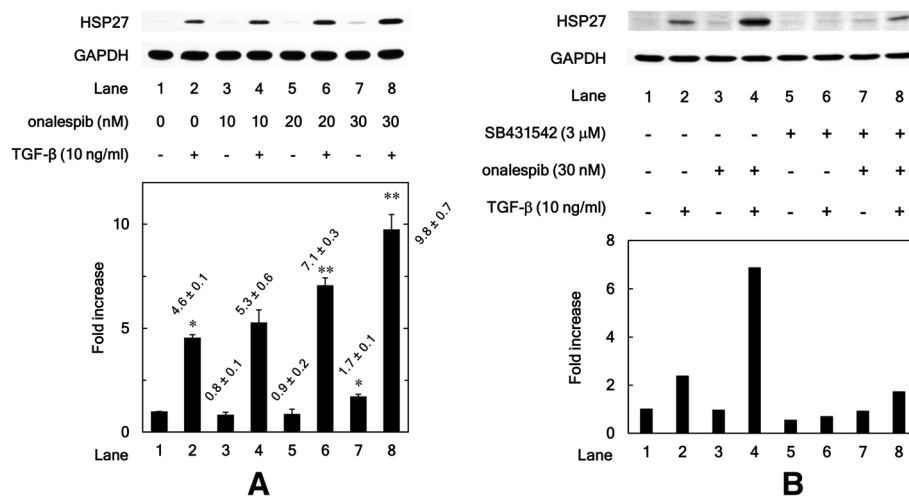 HSP27
GAPDH
Lane 1 2 3 4 5 6 7 8
onalespib (nM) 0 0 10 10 20 20 30 30
TGF-β (10 ng/ml) - + - + - + - +
Fold increase
10
5
0
4.6 ± 0.1
*
0.8 ± 0.1
5.3 ± 0.6
0.9 ± 0.2
7.1 ± 0.3
**
1.7 ± 0.1
*
9.8 ± 0.7
**
Lane 1 2 3 4 5 6 7 8
A
HSP27
GAPDH
Lane 1 2 3 4 5 6 7 8
SB431542 (3 μM) - - - - + + + +
onalespib (30 nM) - - + + - - + +
TGF-β (10 ng/ml) - + - + - + - +
Fold increase
8
6
4
2
0
Lane 1 2 3 4 5 6 7 8
B